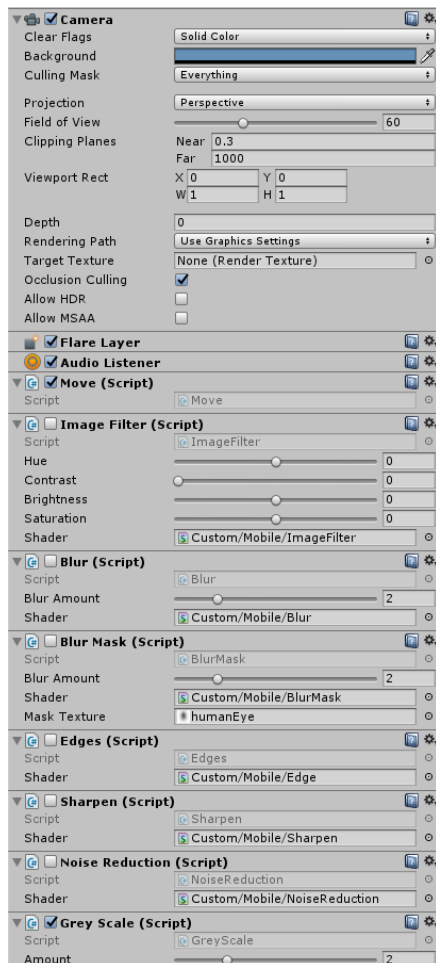 Camera
Clear Flags Solid Color
Background
Culling Mask Everything
Projection Perspective
Field of View 60
Clipping Planes Near 0.3
Far 1000
Viewport Rect X 0 Y 0
W 1 H 1
Depth 0
Rendering Path Use Graphics Settings
Target Texture None (Render Texture)
Occlusion Culling
Allow HDR
Allow MSAA
Flare Layer
Audio Listener
Move (Script)
Script Move
Image Filter (Script)
Script ImageFilter
Hue 0
Contrast 0
Brightness 0
Saturation 0
Shader Custom/Mobile/ImageFilter
Blur (Script)
Script Blur
Blur Amount 2
Shader Custom/Mobile/Blur
Blur Mask (Script)
Script BlurMask
Blur Amount 2
Shader Custom/Mobile/BlurMask
Mask Texture humanEye
Edges (Script)
Script Edges
Shader Custom/Mobile/Edge
Sharpen (Script)
Script Sharpen
Shader Custom/Mobile/Sharpen
Noise Reduction (Script)
Script NoiseReduction
Shader Custom/Mobile/NoiseReduction
Grey Scale (Script)
Script GreyScale
Amount 2